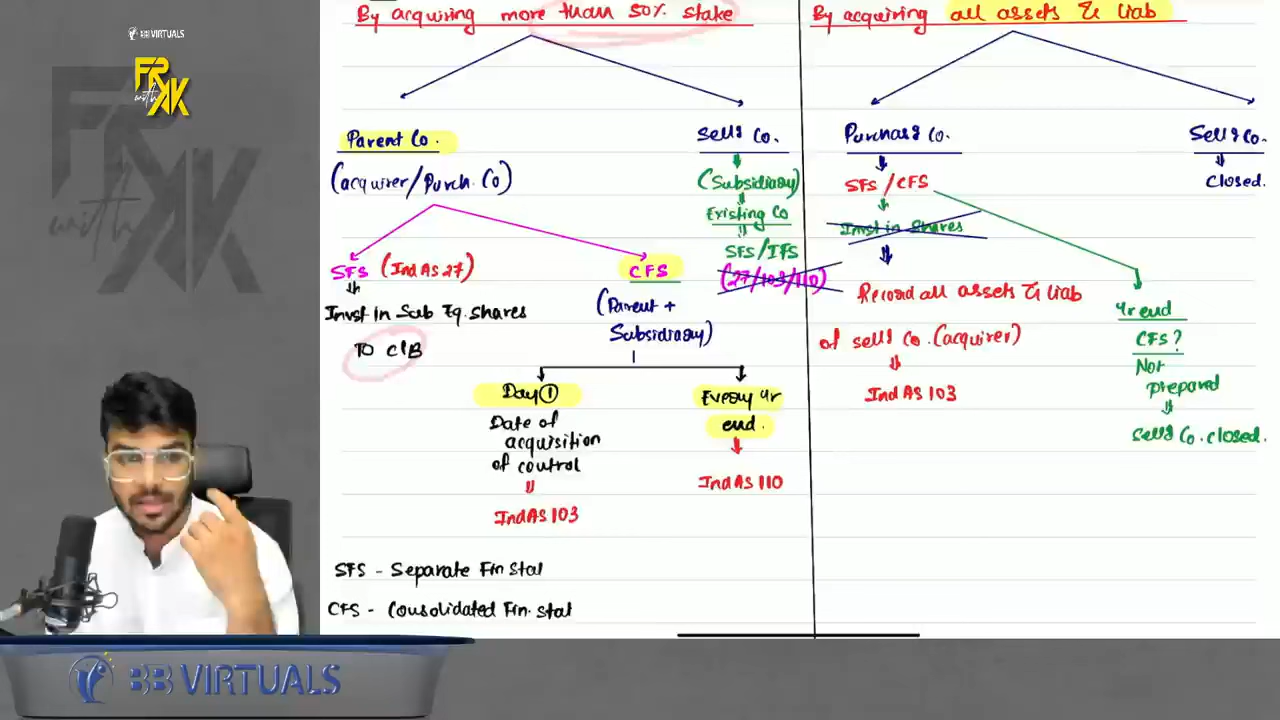 BB VIRTUALS
FR
with
AK
By acquiring more than 50% stake
Parent Co.
(acquirer/Purch. Co)
SFS (Ind AS 27)
Invst in Sub Eq. shares
TO C/B
CFS
(Parent +
Subsidiary)
Day ①
Date of
acquisition
of control
Ind AS 103
Every yr
end.
Ind AS 110
Sell's Co.
(Subsidiary)
Existing Co
SFS/IFS
(27/103/110)
SFS - Separate Fin Stat
CFS - Consolidated Fin. Stat
By acquiring all assets & liab
Purchas's Co.
SFS / CFS
Invst in Shares
Record all assets & liab
of sell's co. (acquirer)
Ind AS 103
Yr end
CFS?
Not
prepared
Sell's Co. closed.
Sell's Co.
Closed.
BB VIRTUALS